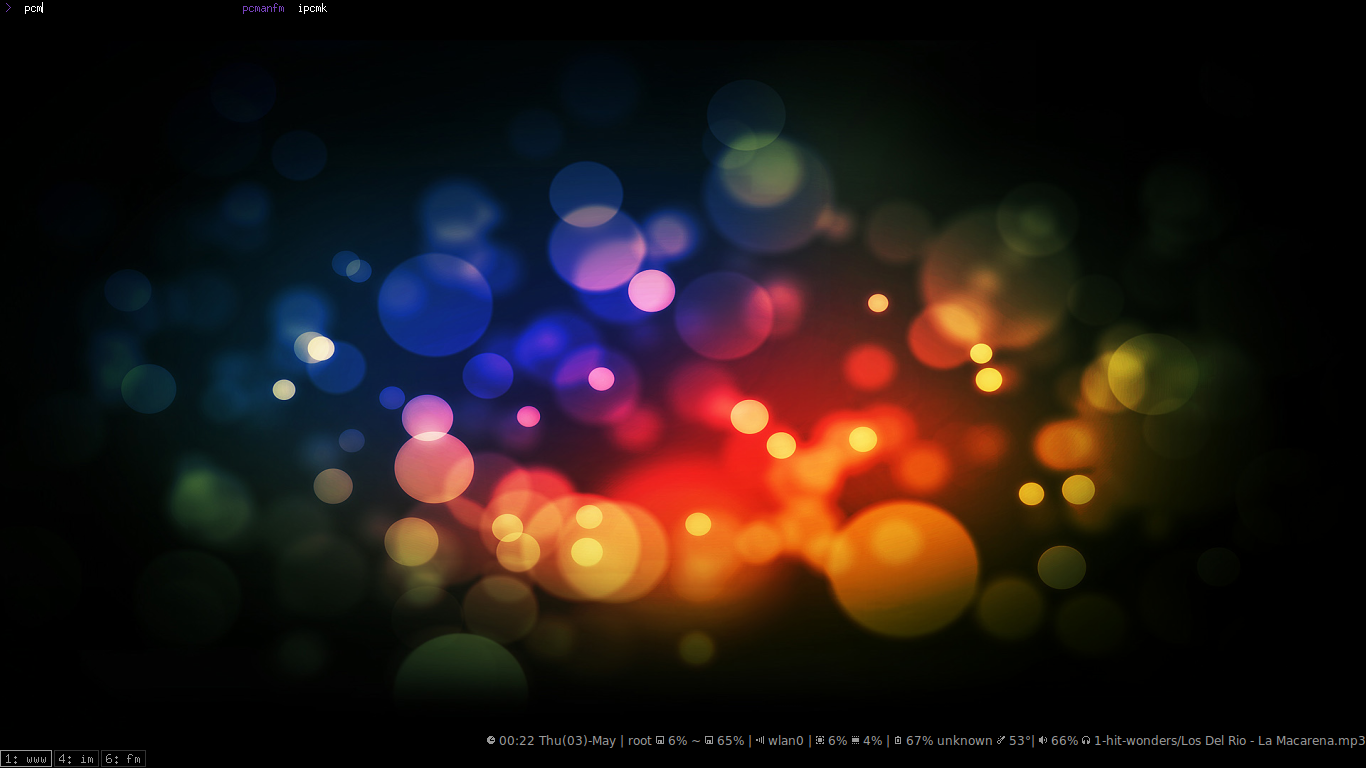 > pcm pcmanfm ipcmk
00:22 Thu(03)-May | root 6% ~ 65% | wlan0 | 6% 4% | 67% unknown 53°| 66% 1-hit-wonders/Los Del Rio - La Macarena.mp3
1: www 4: im 6: fm